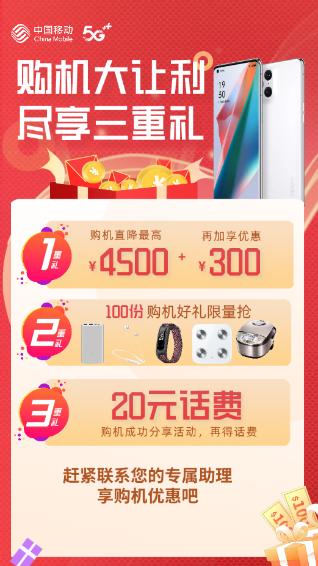 中国移动
China Mobile
5G++
购机大让利
尽享三重礼
19
50
1重礼
购机直降最高
¥4500
+
再加享优惠
¥300
2重礼
100份 购机好礼限量抢
3重礼
20元话费
购机成功分享活动，再得话费
赶紧联系您的专属助理
享购机优惠吧